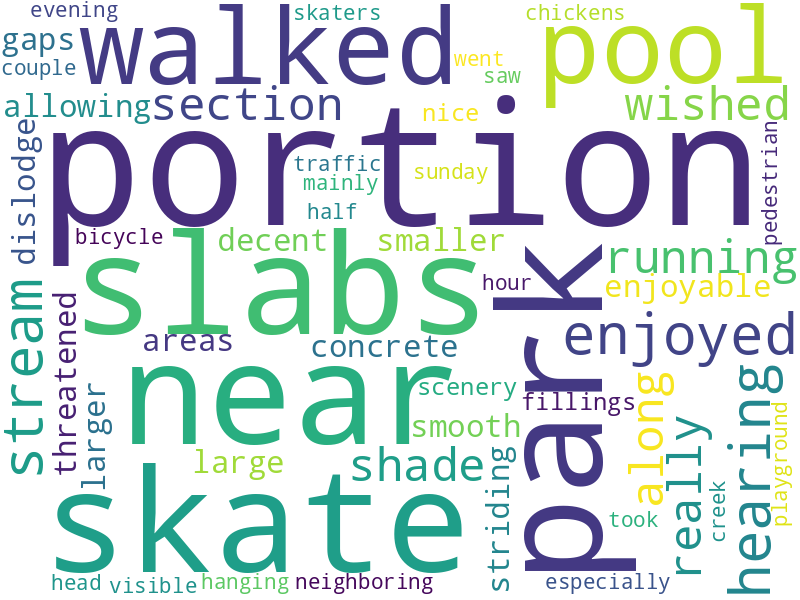 evening
skaters
chickens
gaps
walked
went
pool
couple
saw
allowing
section
nice
wished
portion
dislodge
traffic
mainly
sunday
pedestrian
half
bicycle
decent
smaller
slabs
park
running
hour
enjoyable
stream
threatened
areas
concrete
enjoyed
near
scenery
fillings
larger
smooth
along
really
hearing
playground
large
shade
striding
skate
took
creek
head
visible
hanging
neighboring
especially